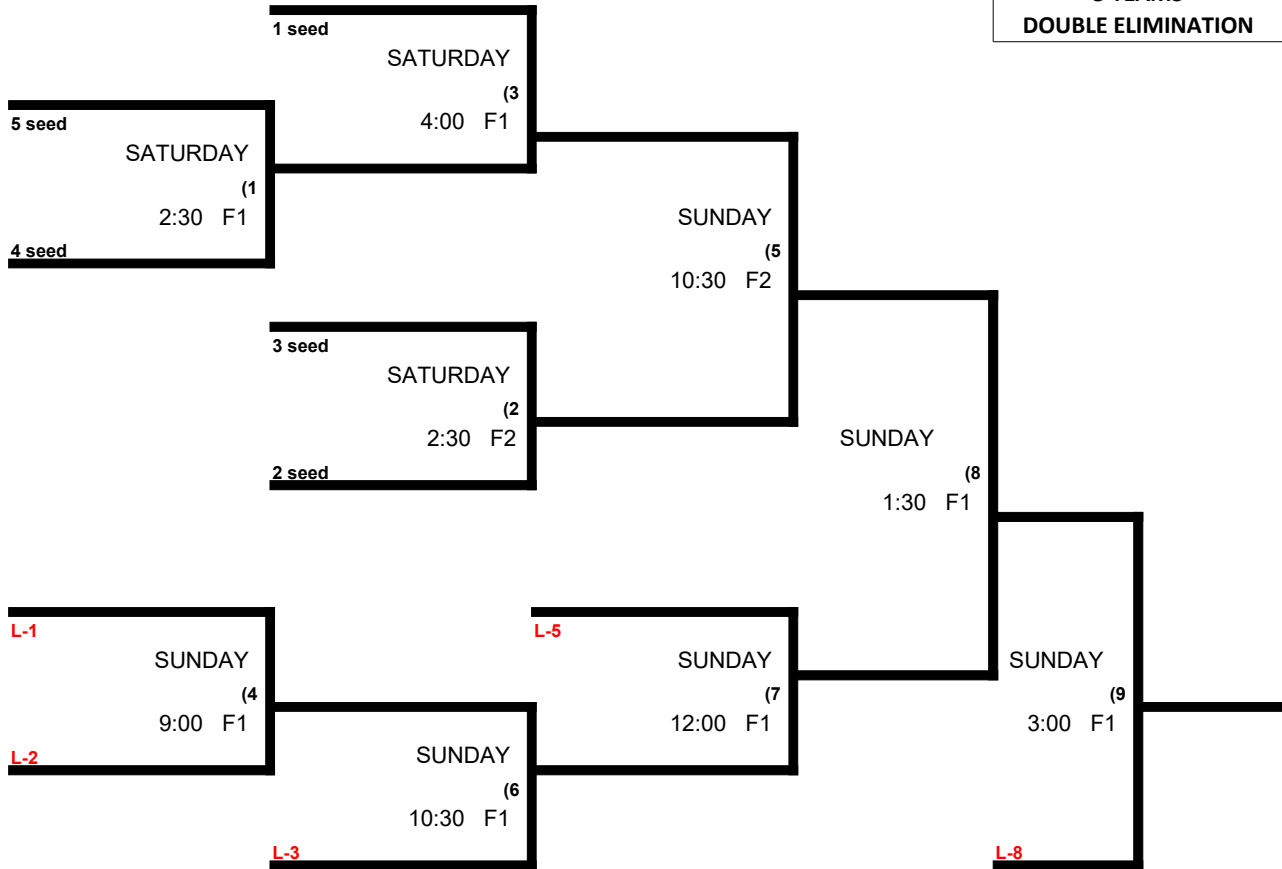 DOUBLE ELIMINATION
1 seed
SATURDAY
(3
4:00 F1
5 seed
SATURDAY
(1
2:30 F1
4 seed
SUNDAY
(5
10:30 F2
3 seed
SATURDAY
(2
2:30 F2
2 seed
SUNDAY
(8
1:30 F1
L-1
SUNDAY
(4
9:00 F1
L-2
L-5
SUNDAY
(7
12:00 F1
SUNDAY
(9
3:00 F1
SUNDAY
(6
10:30 F1
L-3
L-8